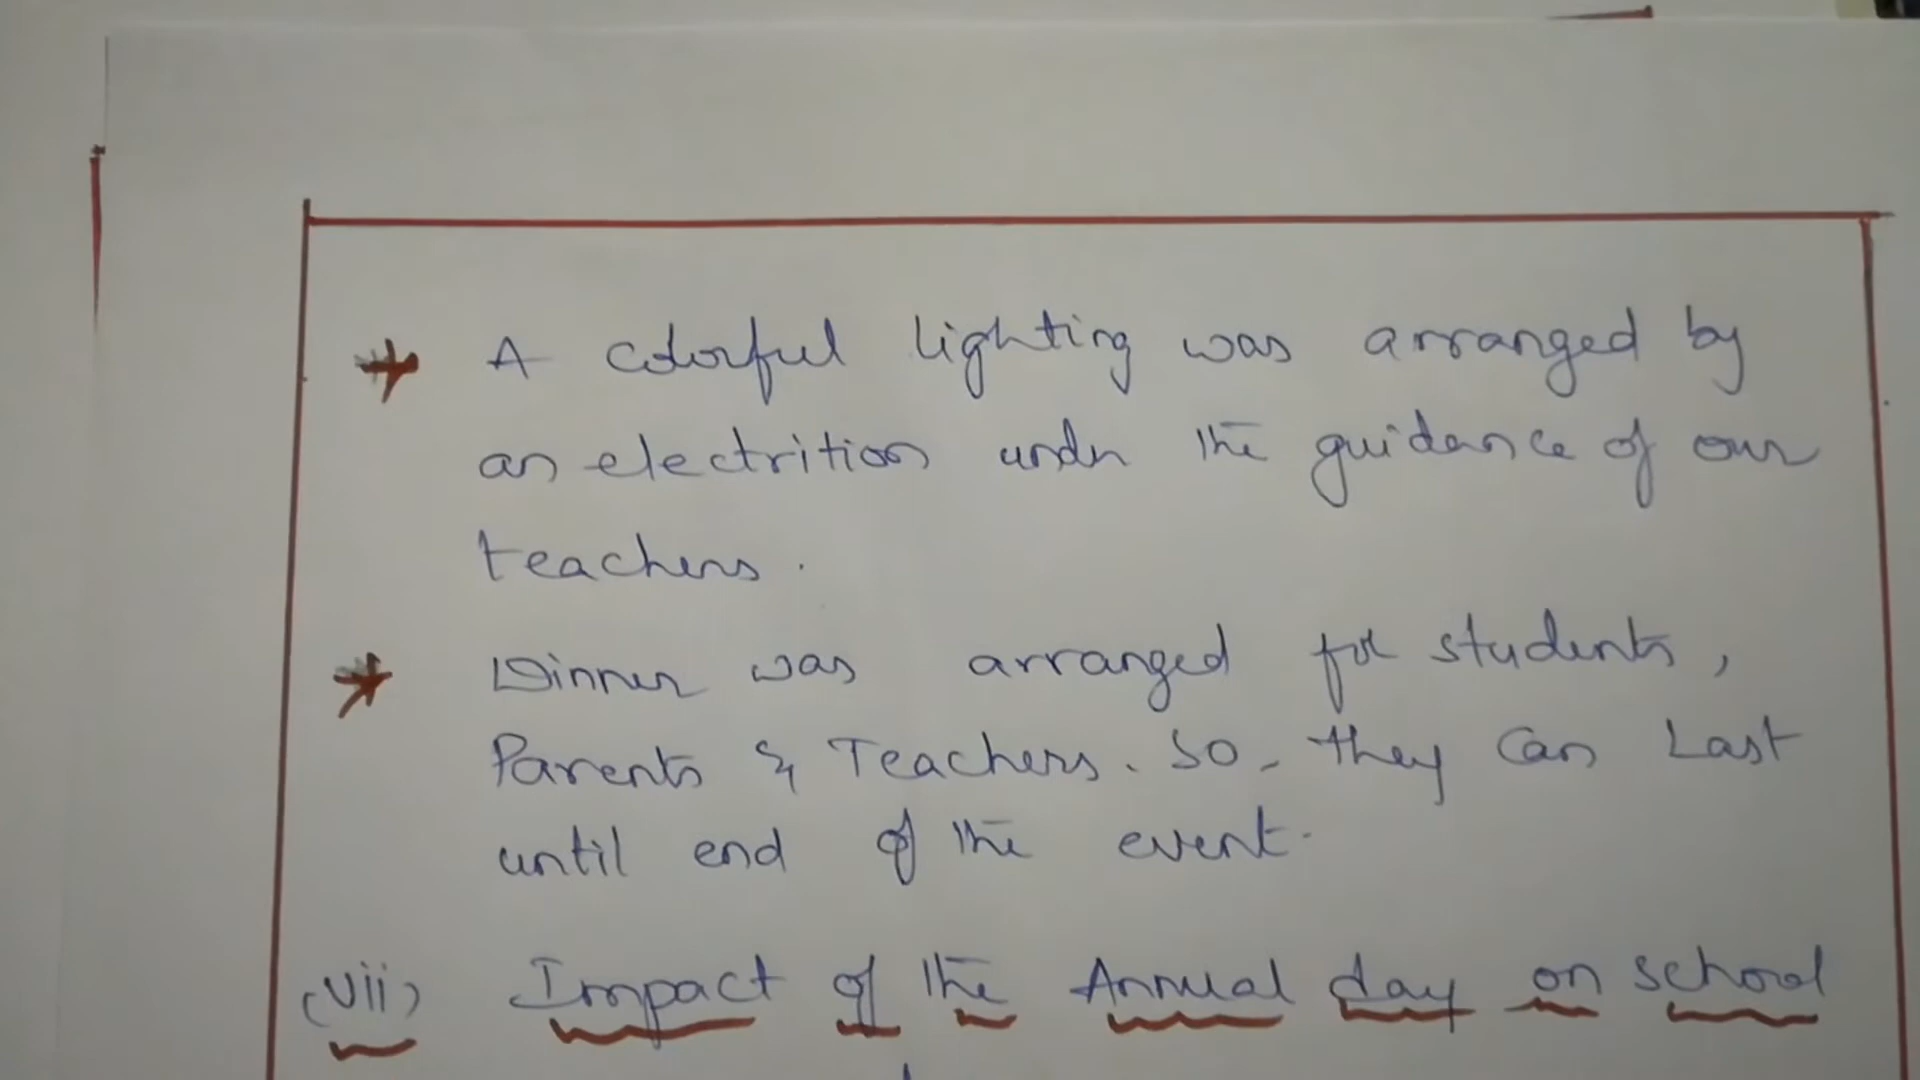 A colorful lighting was arranged by
an electrition under the guidance of our
teachers.
Dinner was arranged for students,
Parents & Teachers. So, they can Last
until end of the event.
(vii) Impact of the Annual day on school